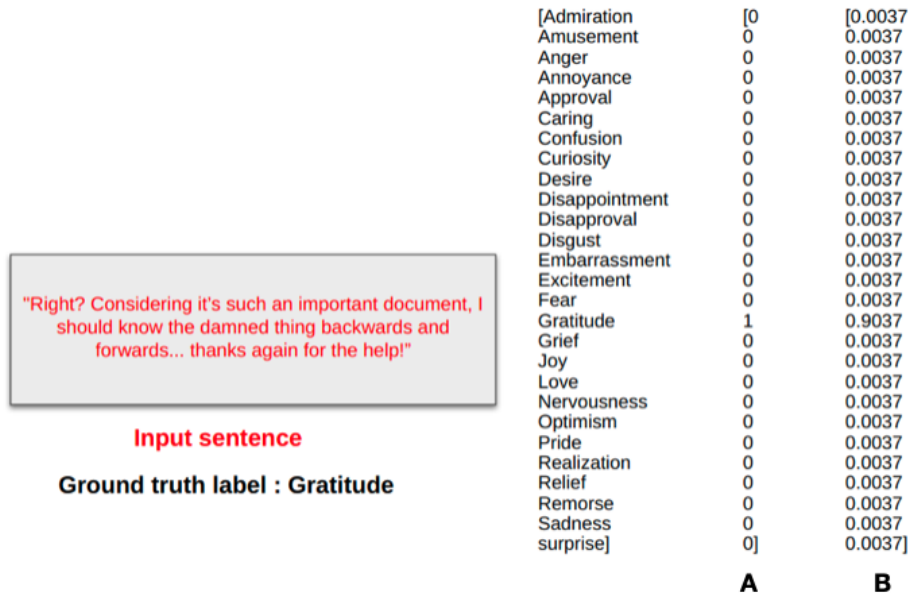 "Right? Considering it's such an important document, I
should know the damned thing backwards and
forwards... thanks again for the help!”
Input sentence
Ground truth label : Gratitude
[Admiration [0 [0.0037
Amusement 0 0.0037
Anger 0 0.0037
Annoyance 0 0.0037
Approval 0 0.0037
Caring 0 0.0037
Confusion 0 0.0037
Curiosity 0 0.0037
Desire 0 0.0037
Disappointment 0 0.0037
Disapproval 0 0.0037
Disgust 0 0.0037
Embarrassment 0 0.0037
Excitement 0 0.0037
Fear 0 0.0037
Gratitude 1 0.9037
Grief 0 0.0037
Joy 0 0.0037
Love 0 0.0037
Nervousness 0 0.0037
Optimism 0 0.0037
Pride 0 0.0037
Realization 0 0.0037
Relief 0 0.0037
Remorse 0 0.0037
Sadness 0 0.0037
surprise] 0] 0.0037]
A B